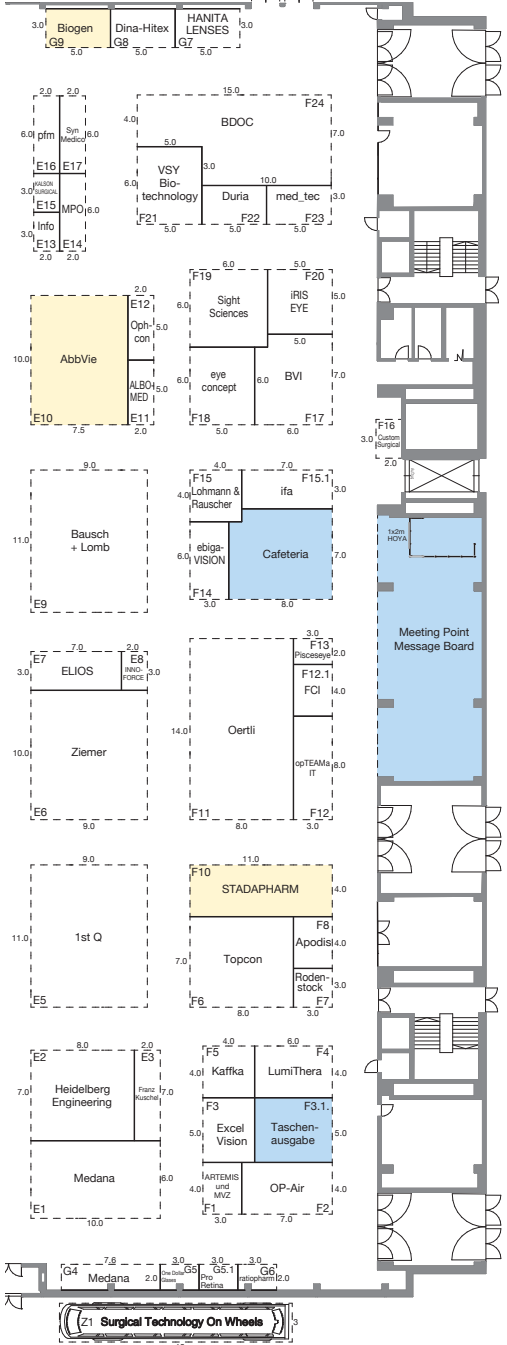 3.0 Biogen Dina-Hitex HANITA LENSES 3.0
G9 G8 G7
5.0 5.0 5.0
2.0 2.0
6.0 pfm Syn Medico 6.0
E16 E17
3.0 KALSON SURGICAL
E15 MPO 6.0
3.0 Info
E13 E14
2.0 2.0
15.0
F24
4.0 BDOC 7.0
5.0
VSY Bio-technology 3.0
6.0 10.0
Duria med_tec 3.0
F21 F22 F23
5.0 5.0 5.0
2.0
E12
Oph-con 5.0
10.0 AbbVie
ALBO-MED 5.0
E10 E11
7.5 2.0
6.0 5.0
F19 F20
6.0 Sight Sciences iRIS EYE 5.0
5.0
6.0 eye concept 6.0 BVI 7.0
F18 F17
5.0 6.0
F16
3.0 Custom Surgical
2.0
9.0
11.0 Bausch + Lomb
E9
4.0 7.0
F15 F15.1
4.0 Lohmann & Rauscher ifa 3.0
6.0 ebiga-VISION Cafeteria 7.0
F14
3.0 8.0
1x2m
HOYA
Meeting Point
Message Board
7.0 2.0
E7 E8
3.0 ELIOS INNO-FORCE 3.0
10.0 Ziemer
E6
9.0
3.0
F13
Pisceseye 2.0
F12.1
FCI 4.0
14.0 Oertli
opTEAMa IT 8.0
F11 F12
8.0 3.0
9.0
11.0 1st Q
E5
11.0
F10
STADAPHARM 4.0
F8
Apodis 4.0
7.0 Topcon
Roden-stock 3.0
F6 F7
8.0 3.0
8.0 2.0
E2 E3
7.0 Heidelberg Engineering Franz Kuschel 7.0
Medana 6.0
E1
10.0
4.0 6.0
F5 F4
4.0 Kaffka LumiThera 4.0
F3 F3.1.
5.0 Excel Vision Taschen-ausgabe 5.0
4.0 ARTEMIS und MVZ OP-Air 4.0
F1 F2
3.0 7.0
7.6 3.0 3.0 3.0
G4 G5 G5.1 G6
Medana 2.0 One Dollar Glasses Pro Retina ratiopharm 2.0
Z1 Surgical Technology On Wheels 3